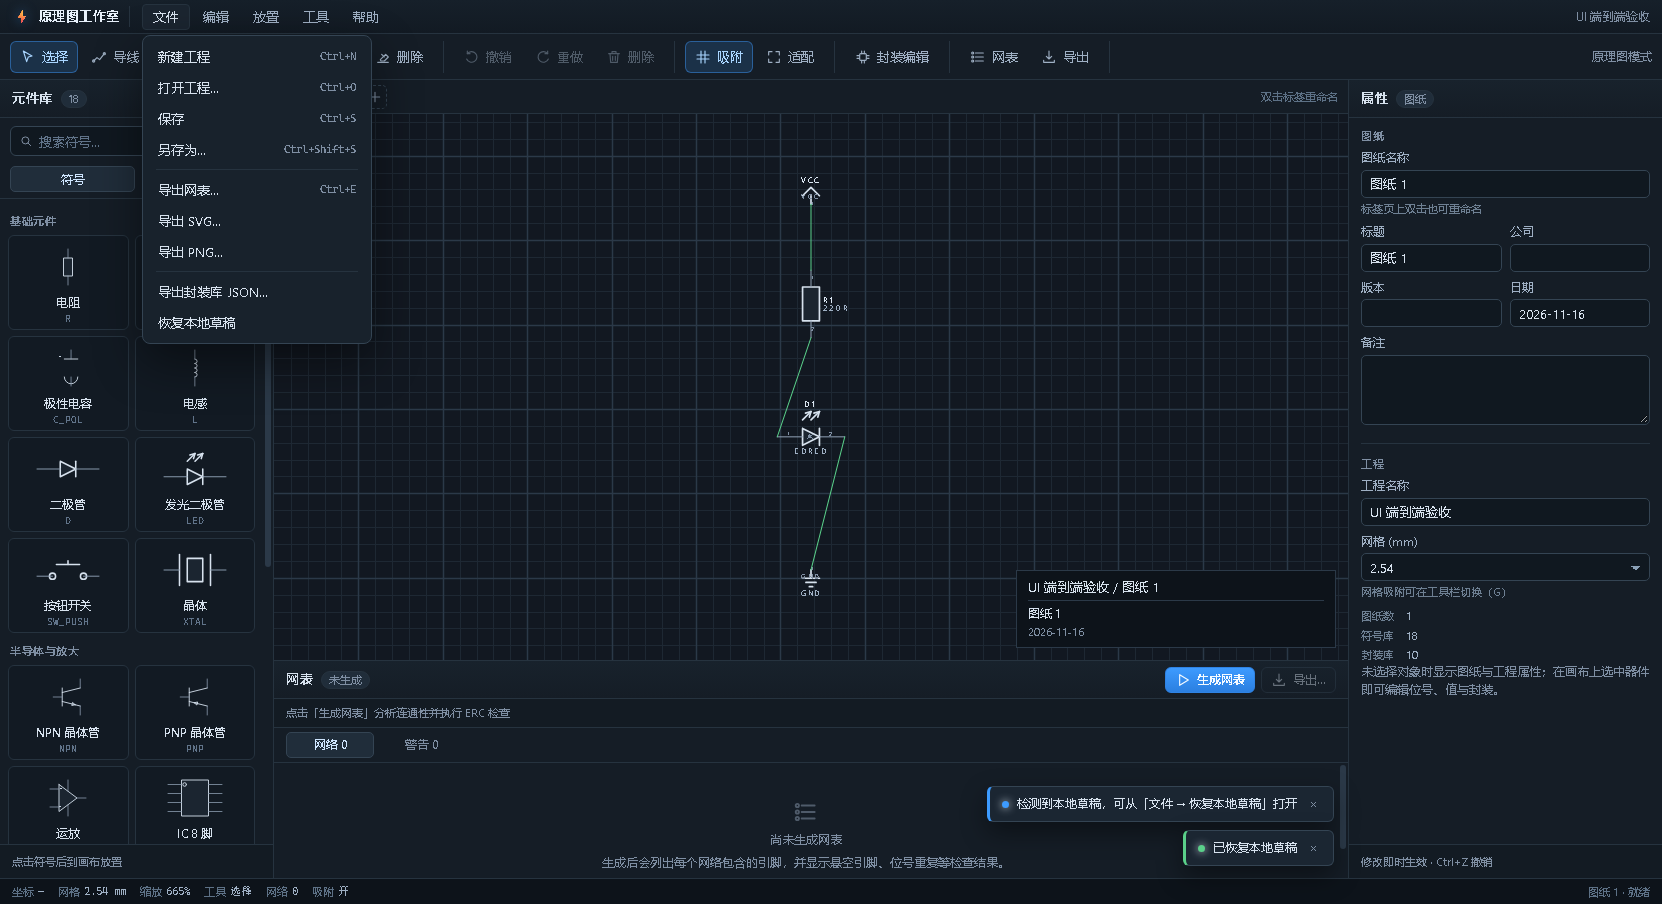 原理图工作室 文件 编辑 放置 工具 帮助 UI 端到端验收
选择 导线 删除 撤销 重做 删除 吸附 适配 封装编辑 网表 导出 原理图模式
新建工程 Ctrl+N
打开工程... Ctrl+O
保存 Ctrl+S
另存为... Ctrl+Shift+S
导出网表... Ctrl+E
导出 SVG...
导出 PNG...
导出封装库 JSON...
恢复本地草稿
元件库 18
搜索符号...
符号
基础元件
电阻
R
极性电容
C_POL
电感
L
二极管
D
发光二极管
LED
按钮开关
SW_PUSH
晶体
XTAL
半导体与放大
NPN 晶体管
NPN
PNP 晶体管
PNP
运放
IC 8 脚
点击符号后到画布放置
+
双击标签重命名
VCC
R1
220R
2
D1
1
2
GND
UI 端到端验收 / 图纸 1
图纸 1
2026-11-16
网表 未生成
生成网表 导出...
点击「生成网表」分析连通性并执行 ERC 检查
网络 0 警告 0
尚未生成网表
生成后会列出每个网络包含的引脚，并显示悬空引脚、位号重复等检查结果。
检测到本地草稿，可从「文件 → 恢复本地草稿」打开 ×
已恢复本地草稿 ×
属性 图纸
图纸
图纸名称
图纸 1
标签页上双击也可重命名
标题 公司
图纸 1
版本 日期
2026-11-16
备注
工程
工程名称
UI 端到端验收
网格 (mm)
2.54
网格吸附可在工具栏切换（G）
图纸数 1
符号库 18
封装库 10
未选择对象时显示图纸与工程属性；在画布上选中器件
即可编辑位号、值与封装。
修改即时生效 · Ctrl+Z 撤销
坐标 — 网格 2.54 mm 缩放 665% 工具 选择 网络 0 吸附 开 图纸 1 · 就绪